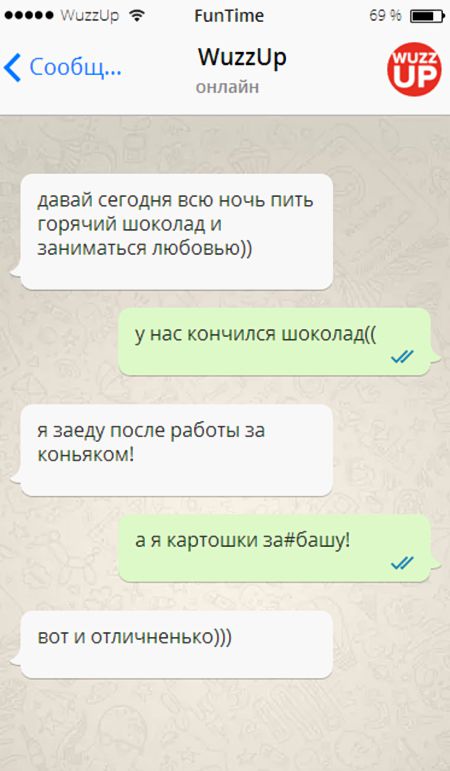 WuzzUp FunTime 69 %
Сообщ... WuzzUp
онлайн
WUZZ
UP
давай сегодня всю ночь пить
горячий шоколад и
заниматься любовью))
у нас кончился шоколад((
я заеду после работы за
коньяком!
а я картошки за#башу!
вот и отличненько)))